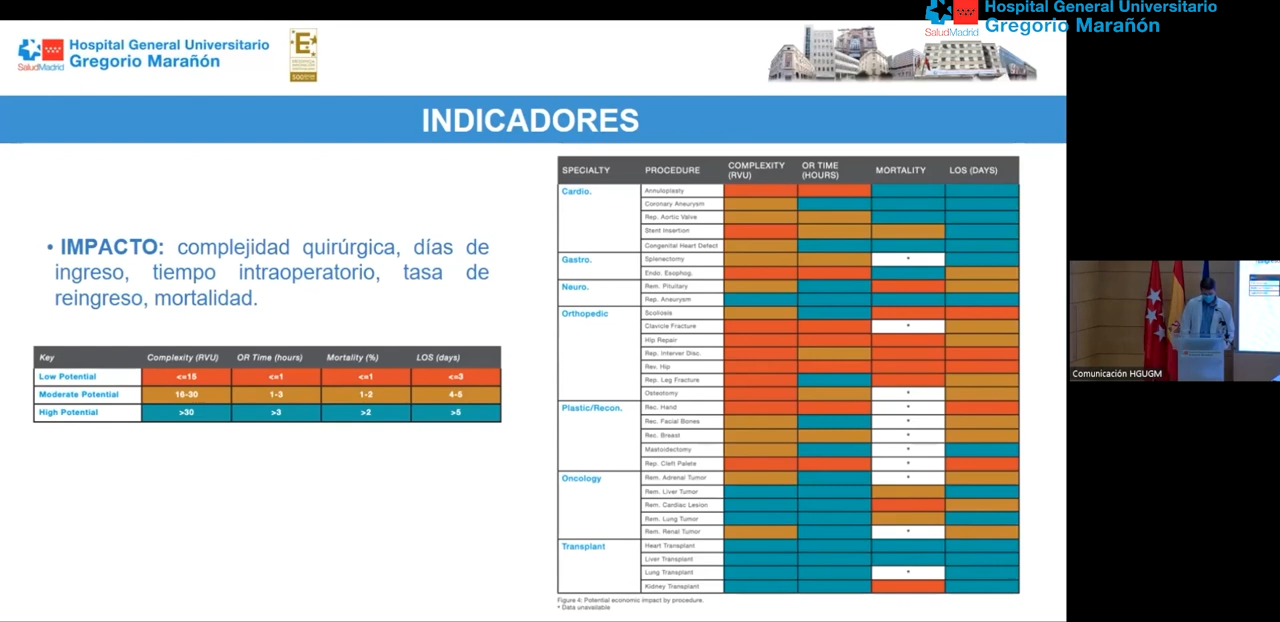 Hospital General Universitario
Gregorio Marañón
SaludMadrid
Hospital General Universitario
Gregorio Marañón
SaludMadrid
E
500
INDICADORES
• IMPACTO: complejidad quirúrgica, días de
ingreso, tiempo intraoperatorio, tasa de
reingreso, mortalidad.
Key Complexity (RVU) OR Time (hours) Mortality (%) LOS (days)
Low Potential <=15 <=1 <=1 <=3
Moderate Potential 16-30 1-3 1-2 4-5
High Potential >30 >3 >2 >5
SPECIALTY PROCEDURE COMPLEXITY (RVU) OR TIME (HOURS) MORTALITY LOS (DAYS)
Cardio. Annuloplasty
Coronary Aneurysm
Rep. Aortic Valve
Stent Insertion
Congenital Heart Defect
Gastro. Splenectomy *
Endo. Esophog.
Neuro. Rem. Pituitary
Rep. Aneurysm
Orthopedic Scoliosis
Clavicle Fracture *
Hip Repair
Rep. Interver Disc.
Rev. Hip
Rep. Leg Fracture
Osteotomy *
Plastic/Recon. Rec. Hand *
Rec. Facial Bones *
Rec. Breast *
Mastoidectomy *
Rep. Cleft Palete *
Oncology Rem. Adrenal Tumor *
Rem. Liver Tumor
Rem. Cardiac Lesion
Rem. Lung Tumor
Rem. Renal Tumor *
Transplant Heart Transplant
Liver Transplant
Lung Transplant *
Kidney Transplant
Figure 4: Potential economic impact by procedure.
* Data unavailable
Comunicación HGUGM